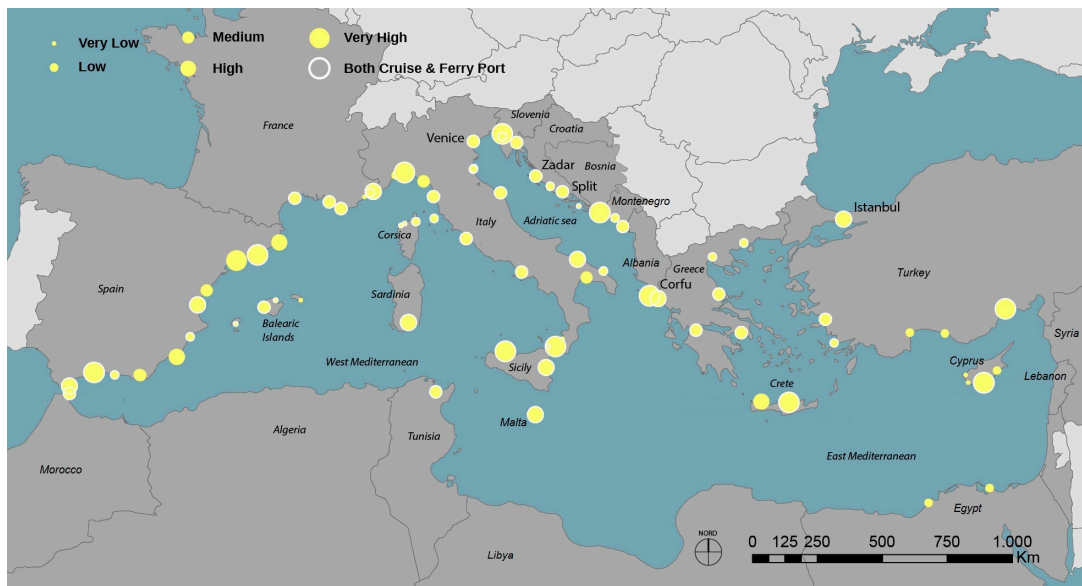 Very Low
Medium
Very High
Low
High
Both Cruise & Ferry Port
Slovenia
France
Croatia
Venice
Zadar
Bosnia
Split
Montenegro
Istanbul
Adriatic sea
Italy
Corsica
Albania
Greece
Turkey
Corfu
Spain
Sardinia
Balearic
Islands
Syria
West Mediterranean
Sicily
Cyprus
Lebanon
Crete
Malta
Algeria
Tunisia
East Mediterranean
Morocco
Egypt
Libya
NORD
0 125 250 500 750 1.000
Km